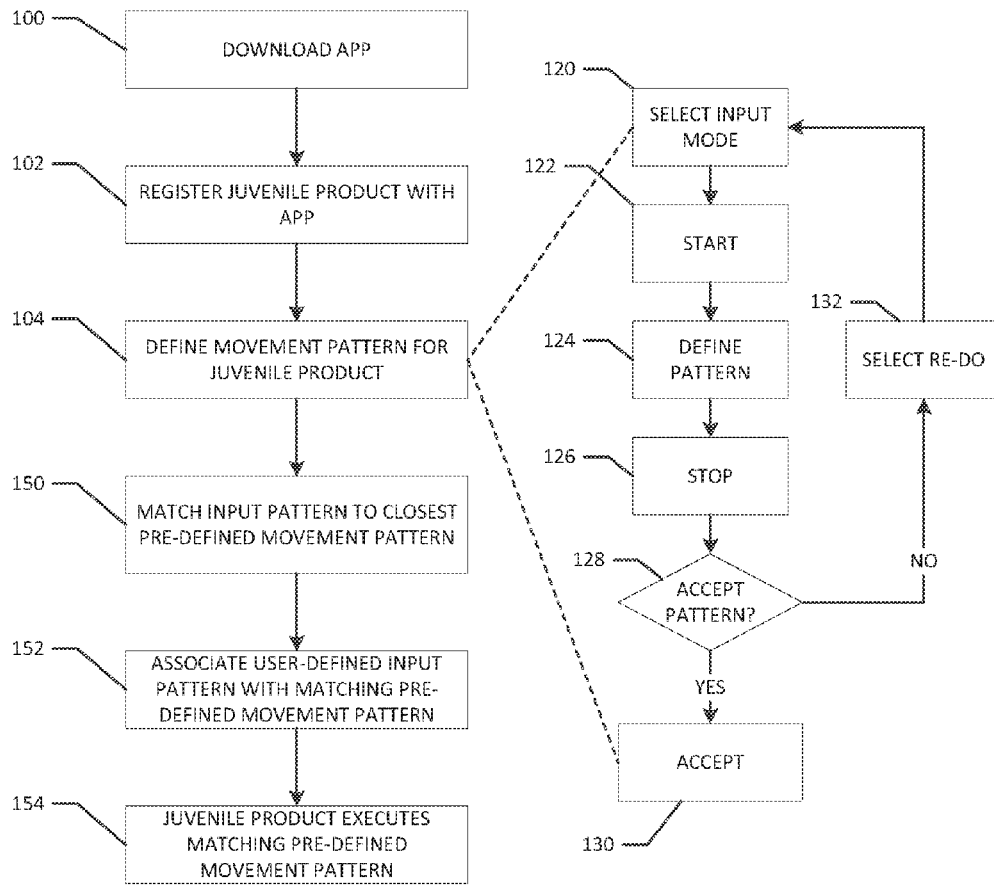 100
DOWNLOAD APP
102
REGISTER JUVENILE PRODUCT WITH
APP
104
DEFINE MOVEMENT PATTERN FOR
JUVENILE PRODUCT
150
MATCH INPUT PATTERN TO CLOSEST
PRE-DEFINED MOVEMENT PATTERN
152
ASSOCIATE USER-DEFINED INPUT
PATTERN WITH MATCHING PRE-
DEFINED MOVEMENT PATTERN
154
JUVENILE PRODUCT EXECUTES
MATCHING PRE-DEFINED
MOVEMENT PATTERN
120
SELECT INPUT
MODE
122
START
124
DEFINE
PATTERN
126
STOP
128
ACCEPT
PATTERN?
NO
132
SELECT RE-DO
YES
ACCEPT
130